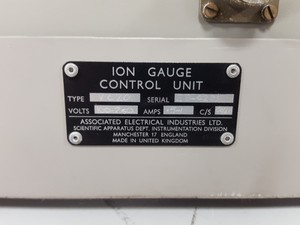 ION GAUGE
CONTROL UNIT
TYPE SERIAL
VOLTS AMPS C/S
ASSOCIATED ELECTRICAL INDUSTRIES LTD.
SCIENTIFIC APPARATUS DEPT. INSTRUMENTATION DIVISION
MANCHESTER 17 ENGLAND
MADE IN UNITED KINGDOM